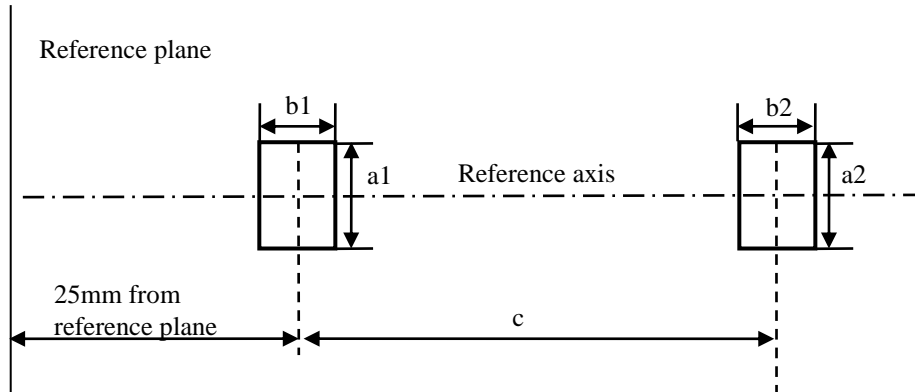 Reference plane
b1
b2
a1
Reference axis
a2
25mm from
reference plane
c